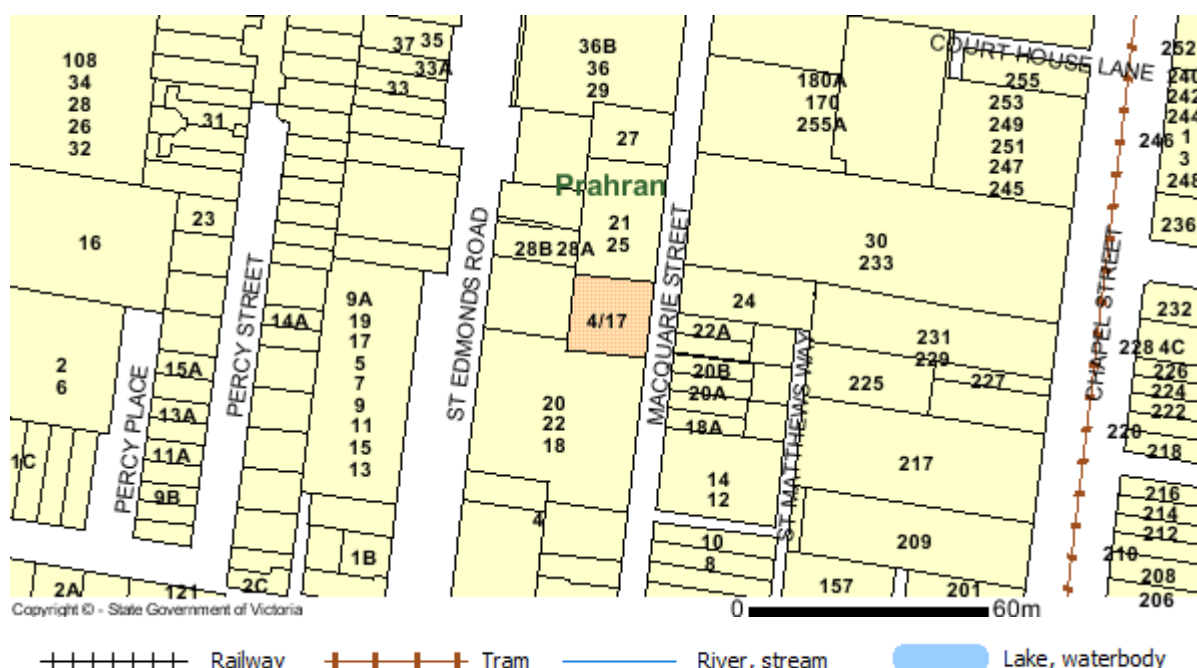 COURT HOUSE LANE
108
34
28
26
32
37
35
33A
33
36B
36
29
180A
170
255A
255
253
249
251
247
245
252
240
242
244
246
1
3
248
31
27
Prahran
23
16
21
25
28B
28A
236
30
233
ST EDMONDS ROAD
MACQUARIE STREET
CHAPEL STREET
PERCY STREET
14A
9A
19
17
5
7
9
11
15
13
4/17
24
22A
20B
20A
18A
231
229
225
227
232
228
4C
226
224
222
220
218
2
6
15A
13A
11A
9B
PERCY PLACE
1C
20
22
18
ST MATTHEWS WAY
217
14
12
216
214
212
210
208
206
4
10
8
209
1B
2A
121
2C
157
201
Copyright © - State Government of Victoria
0
60m
Railway
Tram
River, stream
Lake, waterbody